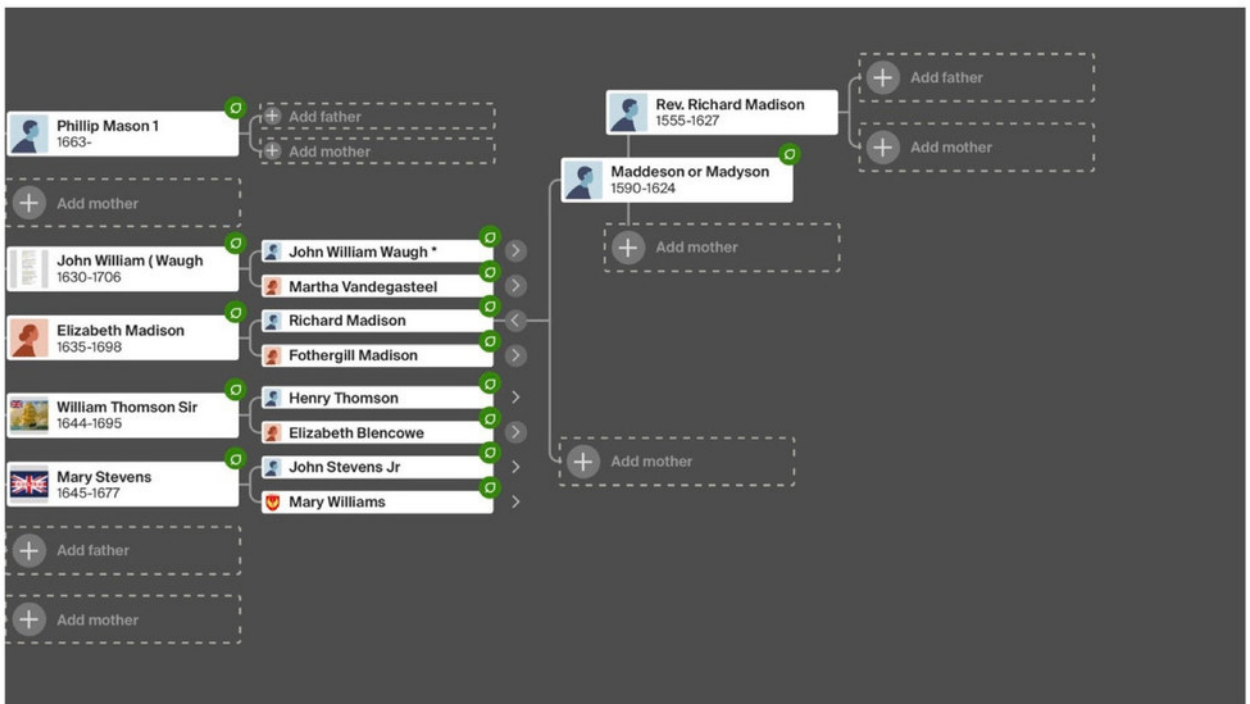 Phillip Mason 1
1663-
Add father
Add mother
Add mother
John William ( Waugh
1630-1706
John William Waugh *
Martha Vandegasteel
Elizabeth Madison
1635-1698
Richard Madison
Fothergill Madison
William Thomson Sir
1644-1695
Henry Thomson
Elizabeth Blencowe
Mary Stevens
1645-1677
John Stevens Jr
Mary Williams
Add father
Add mother
Rev. Richard Madison
1555-1627
Maddeson or Madyson
1590-1624
Add mother
Add mother
Add father
Add mother